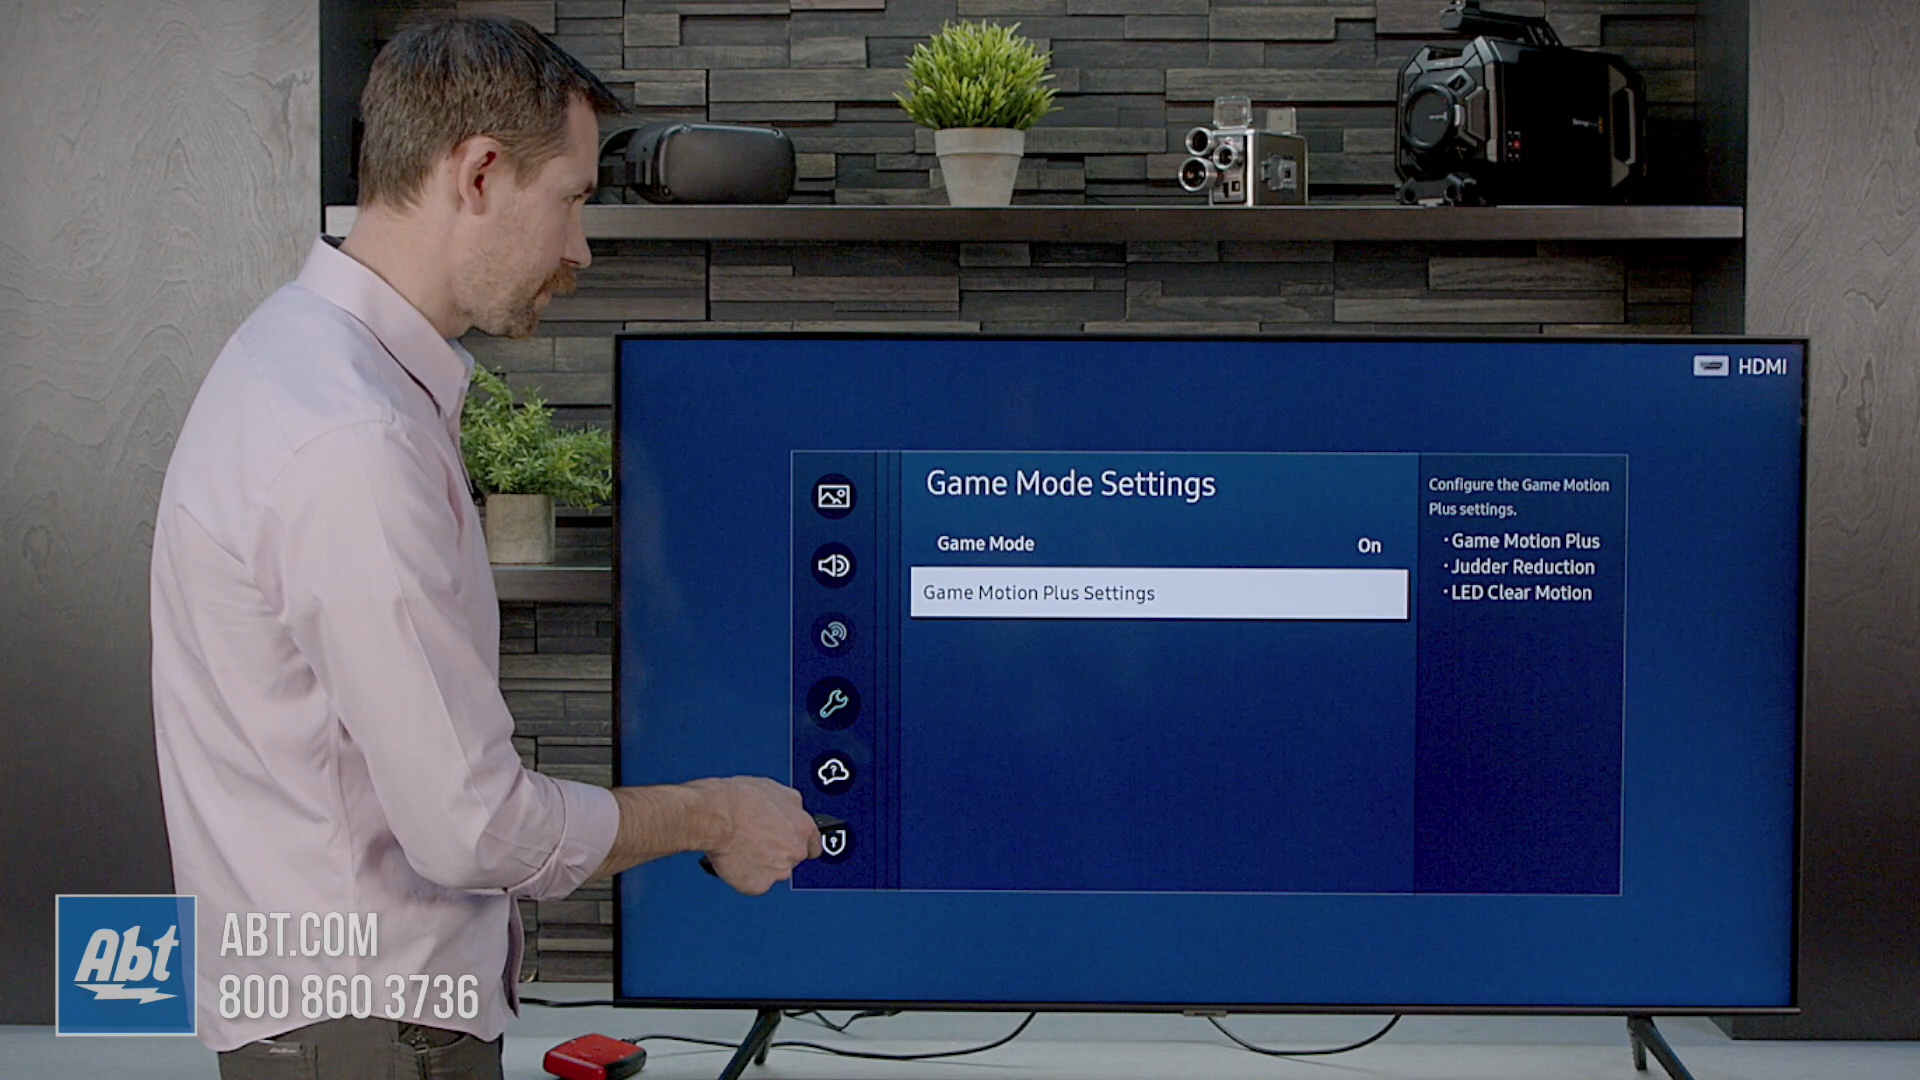 HDMI
Game Mode Settings
Game Mode On
Game Motion Plus Settings
Configure the Game Motion
Plus settings.
· Game Motion Plus
· Judder Reduction
· LED Clear Motion
Abt
ABT.COM
800 860 3736